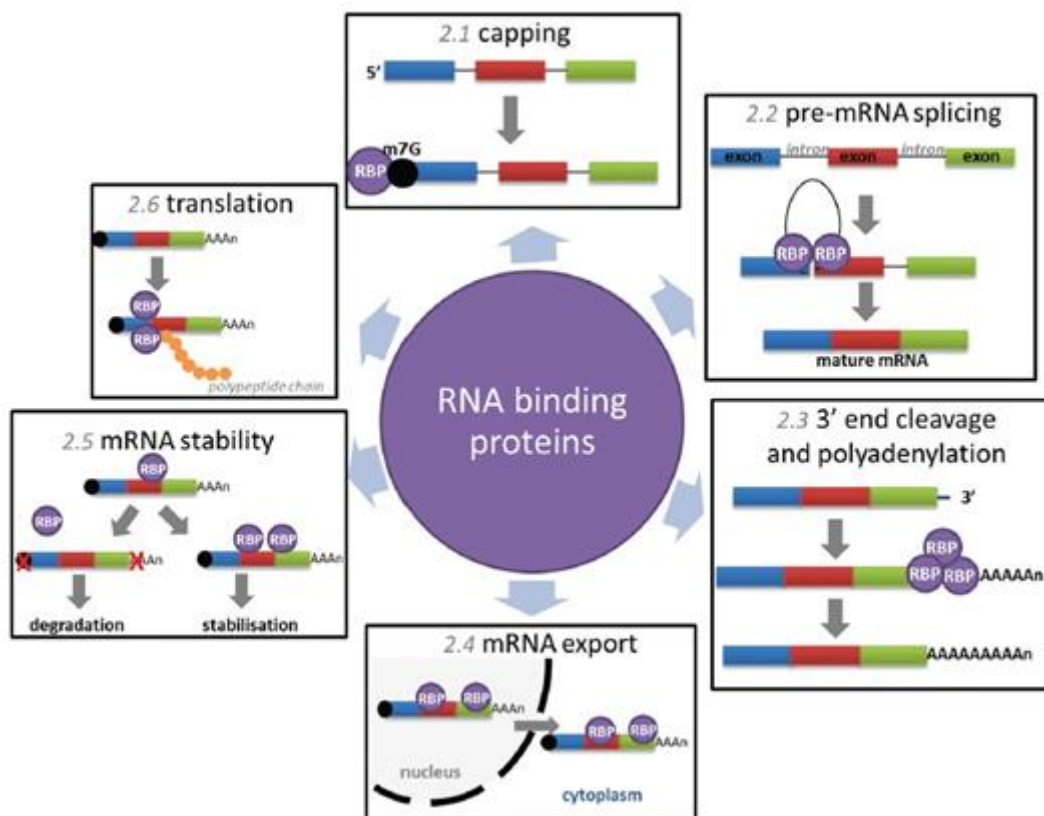 2.1 capping
5’
m7G
RBP
2.2 pre-mRNA splicing
exon intron exon intron exon
RBP RBP
mature mRNA
2.3 3’ end cleavage
and polyadenylation
3’
RBP
RBP RBP AAAAAn
AAAAAAAAAn
2.4 mRNA export
RBP RBP AAAn
RBP RBP AAAn
nucleus
cytoplasm
2.5 mRNA stability
RBP AAAn
RBP
AAn
RBP RBP AAAn
degradation stabilisation
2.6 translation
AAAn
RBP
RBP AAAn
polypeptide chain
RNA binding
proteins